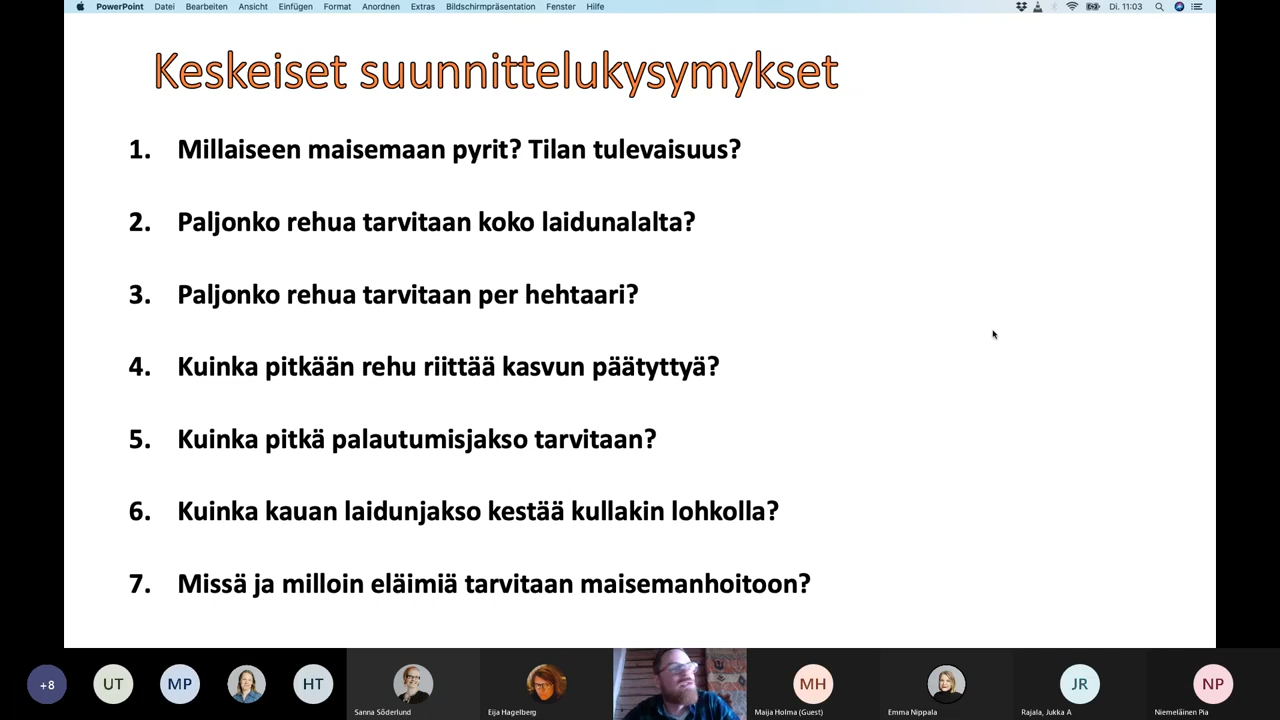 PowerPoint Datei Bearbeiten Ansicht Einfügen Format Anordnen Extras Bildschirmpräsentation Fenster Hilfe Di. 11:03
Keskeiset suunnittelukysymykset
1. Millaiseen maisemaan pyrit? Tilan tulevaisuus?
2. Paljonko rehua tarvitaan koko laidunalalta?
3. Paljonko rehua tarvitaan per hehtaari?
4. Kuinka pitkään rehu riittää kasvun päätyttyä?
5. Kuinka pitkä palautumisjakso tarvitaan?
6. Kuinka kauan laidunjakso kestää kullakin lohkolla?
7. Missä ja milloin eläimiä tarvitaan maisemanhoitoon?
+8 UT MP HT MH JR NP
Sanna Söderlund Eija Hagelberg Maija Holma (Guest) Emma Nippala Rajala, Jukka A Niemeläinen Pia